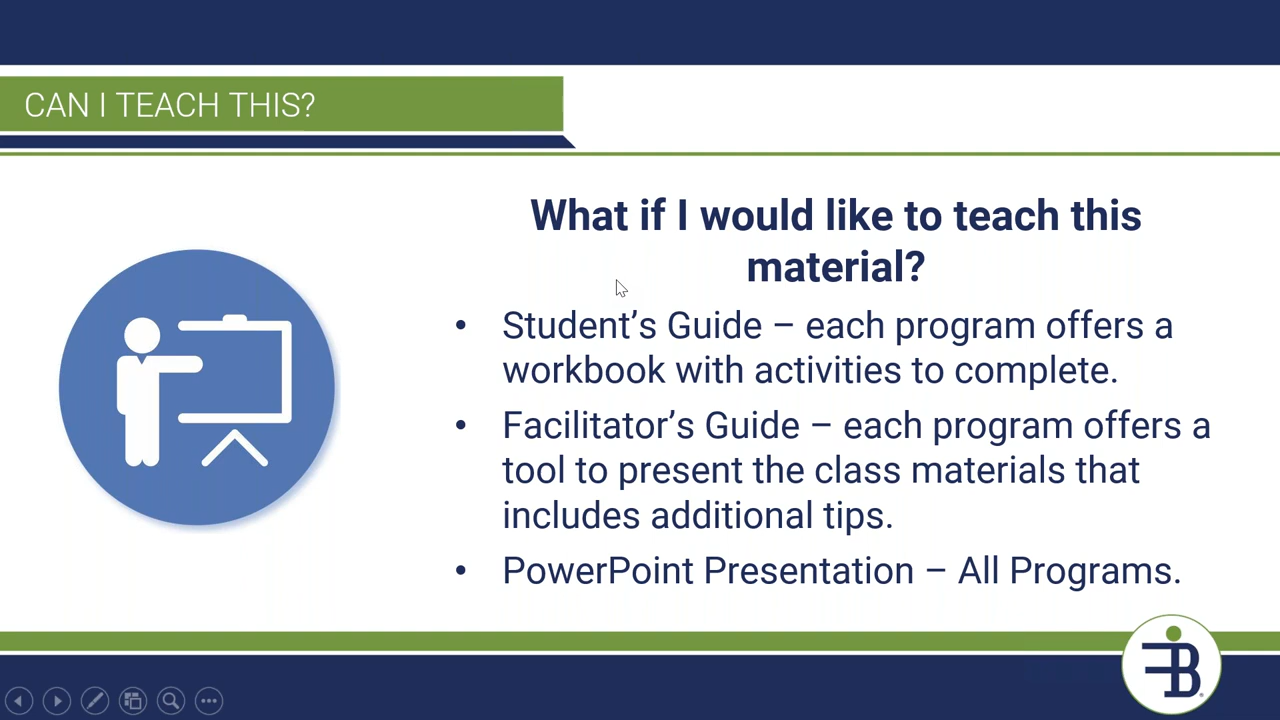 CAN I TEACH THIS?
What if I would like to teach this
material?
• Student’s Guide – each program offers a
workbook with activities to complete.
• Facilitator’s Guide – each program offers a
tool to present the class materials that
includes additional tips.
• PowerPoint Presentation – All Programs.